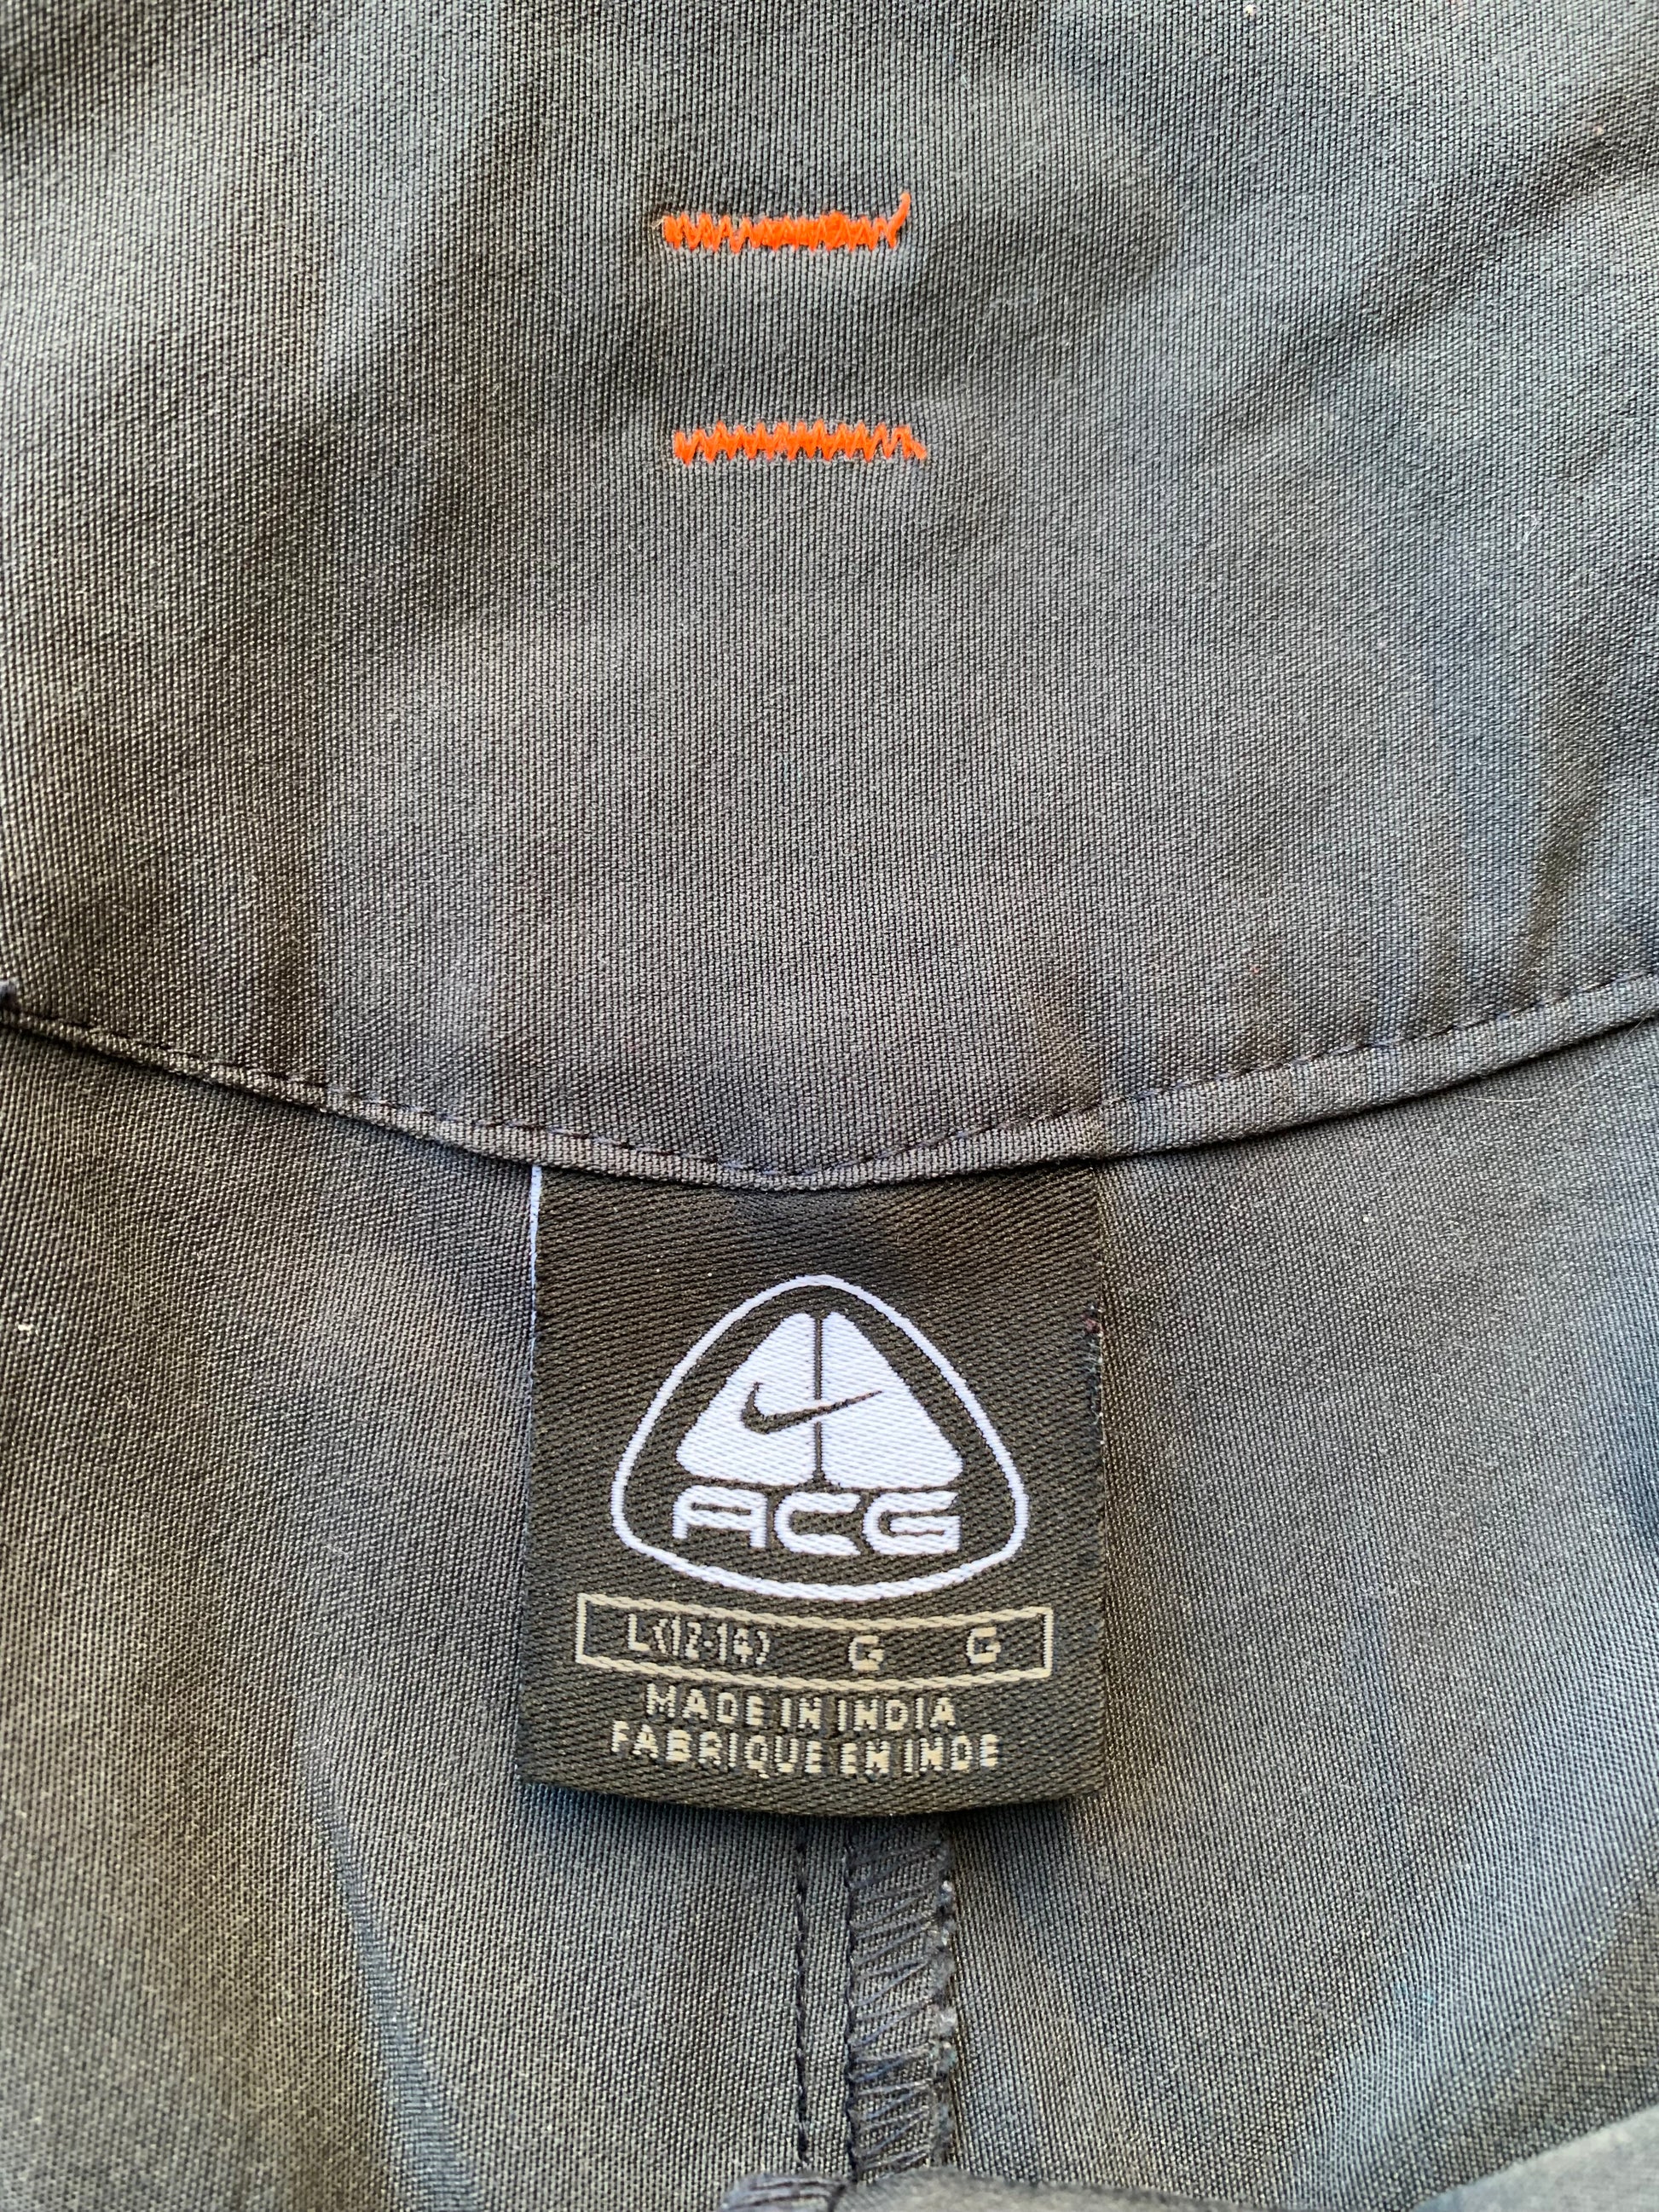 ACG
L(12-14) G G
MADE IN INDIA
FABRIQUE EN INDE